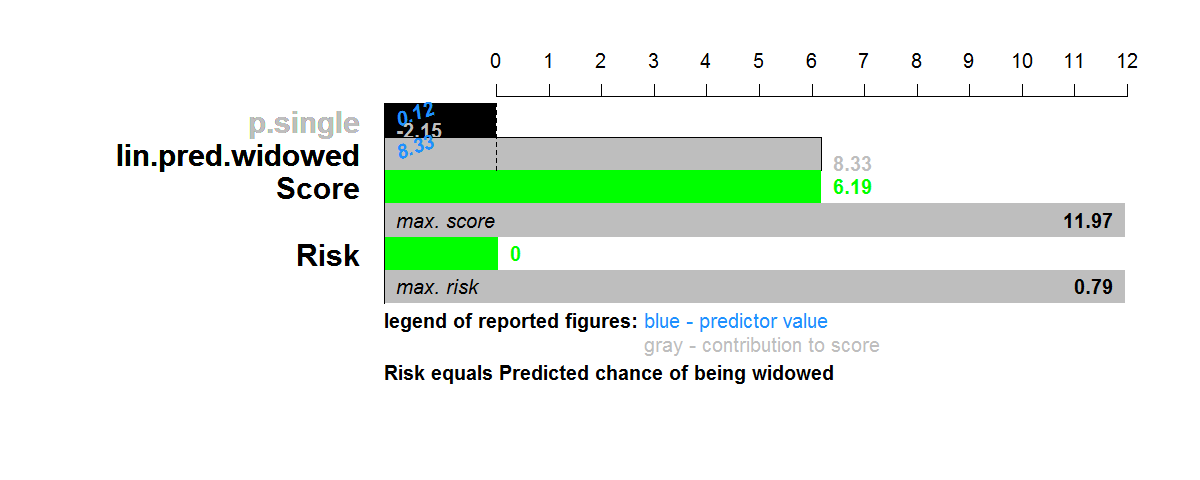 0 1 2 3 4 5 6 7 8 9 10 11 12
p.single 0.12
-2.15
lin.pred.widowed 8.33 8.33
Score 6.19
max. score 11.97
Risk 0
max. risk 0.79
legend of reported figures: blue - predictor value
gray - contribution to score
Risk equals Predicted chance of being widowed